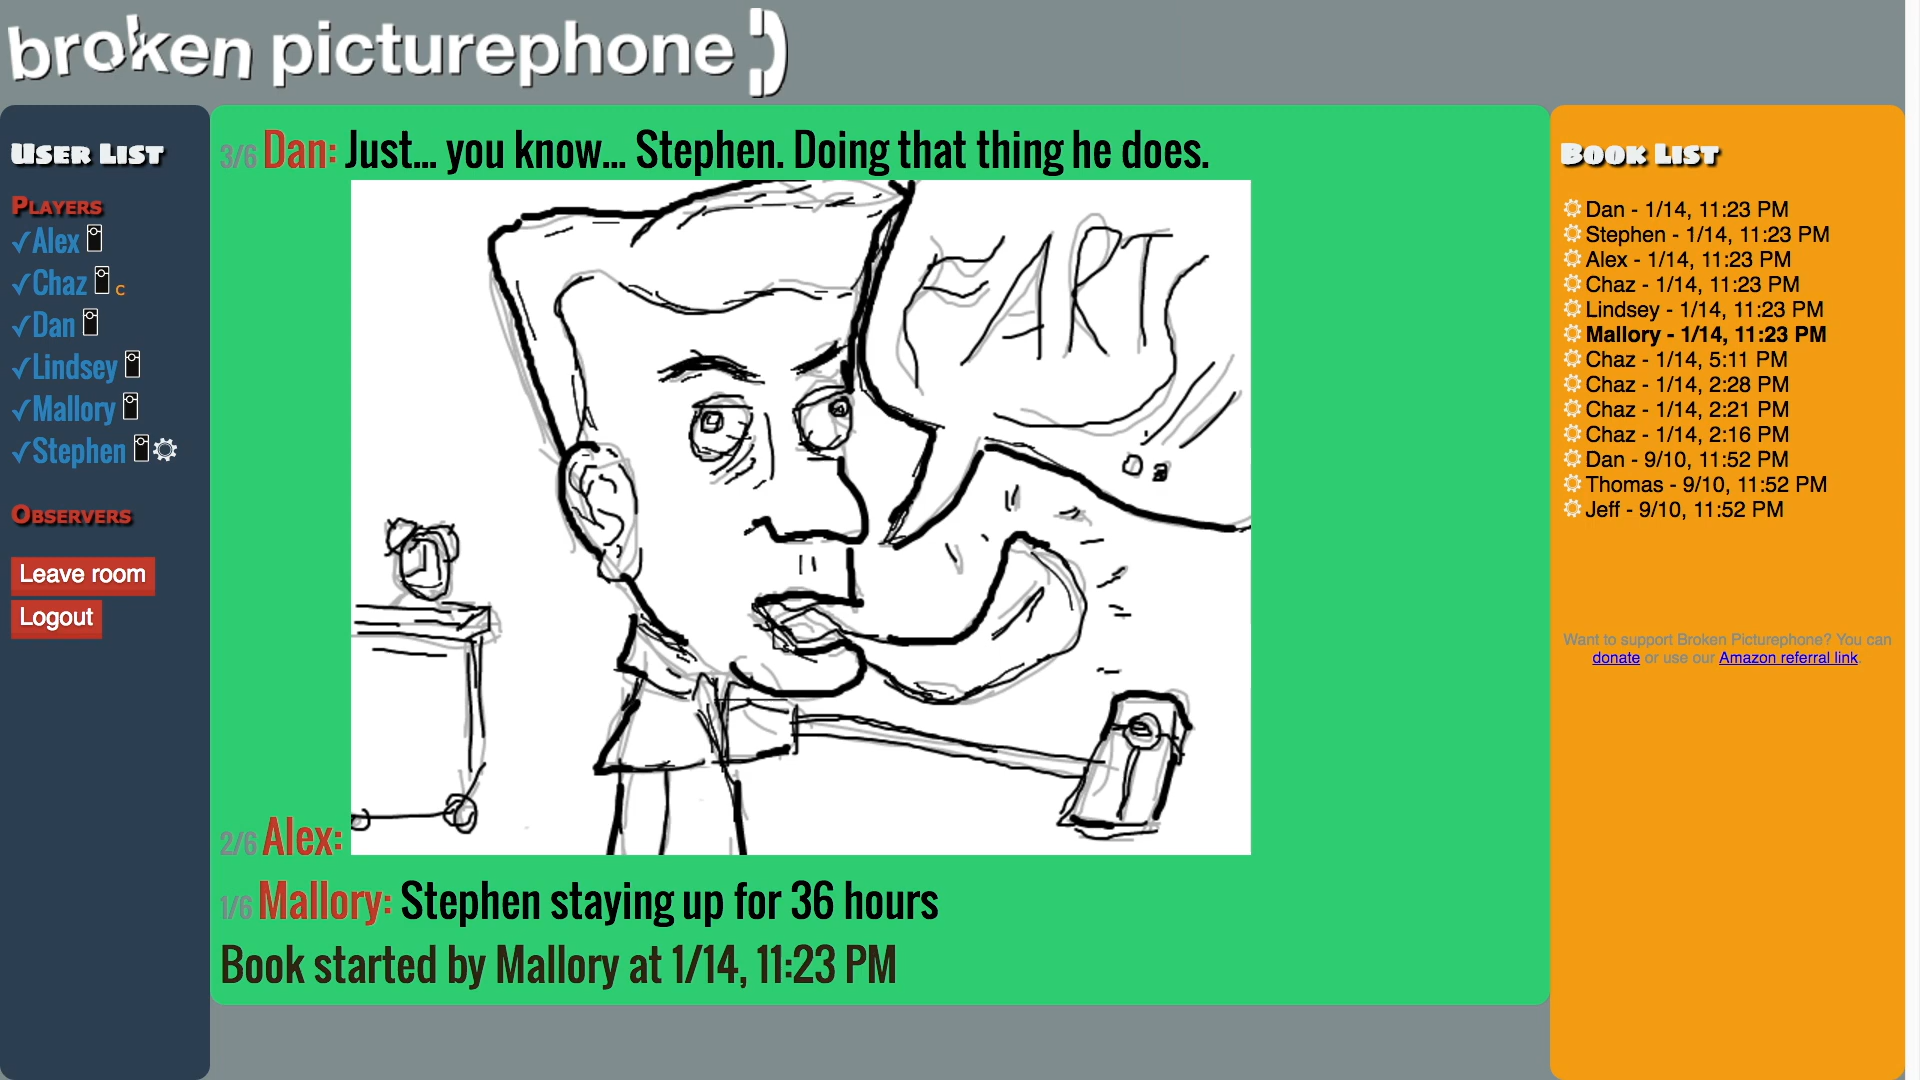 broken picturephone
User List
Players
✓Alex
✓Chaz c
✓Dan
✓Lindsey
✓Mallory
✓Stephen
Observers
Leave room
Logout
3/6 Dan: Just... you know... Stephen. Doing that thing he does.
FART
2/6 Alex:
1/6 Mallory: Stephen staying up for 36 hours
Book started by Mallory at 1/14, 11:23 PM
Book List
Dan - 1/14, 11:23 PM
Stephen - 1/14, 11:23 PM
Alex - 1/14, 11:23 PM
Chaz - 1/14, 11:23 PM
Lindsey - 1/14, 11:23 PM
Mallory - 1/14, 11:23 PM
Chaz - 1/14, 5:11 PM
Chaz - 1/14, 2:28 PM
Chaz - 1/14, 2:21 PM
Chaz - 1/14, 2:16 PM
Dan - 9/10, 11:52 PM
Thomas - 9/10, 11:52 PM
Jeff - 9/10, 11:52 PM
Want to support Broken Picturephone? You can
donate or use our Amazon referral link.